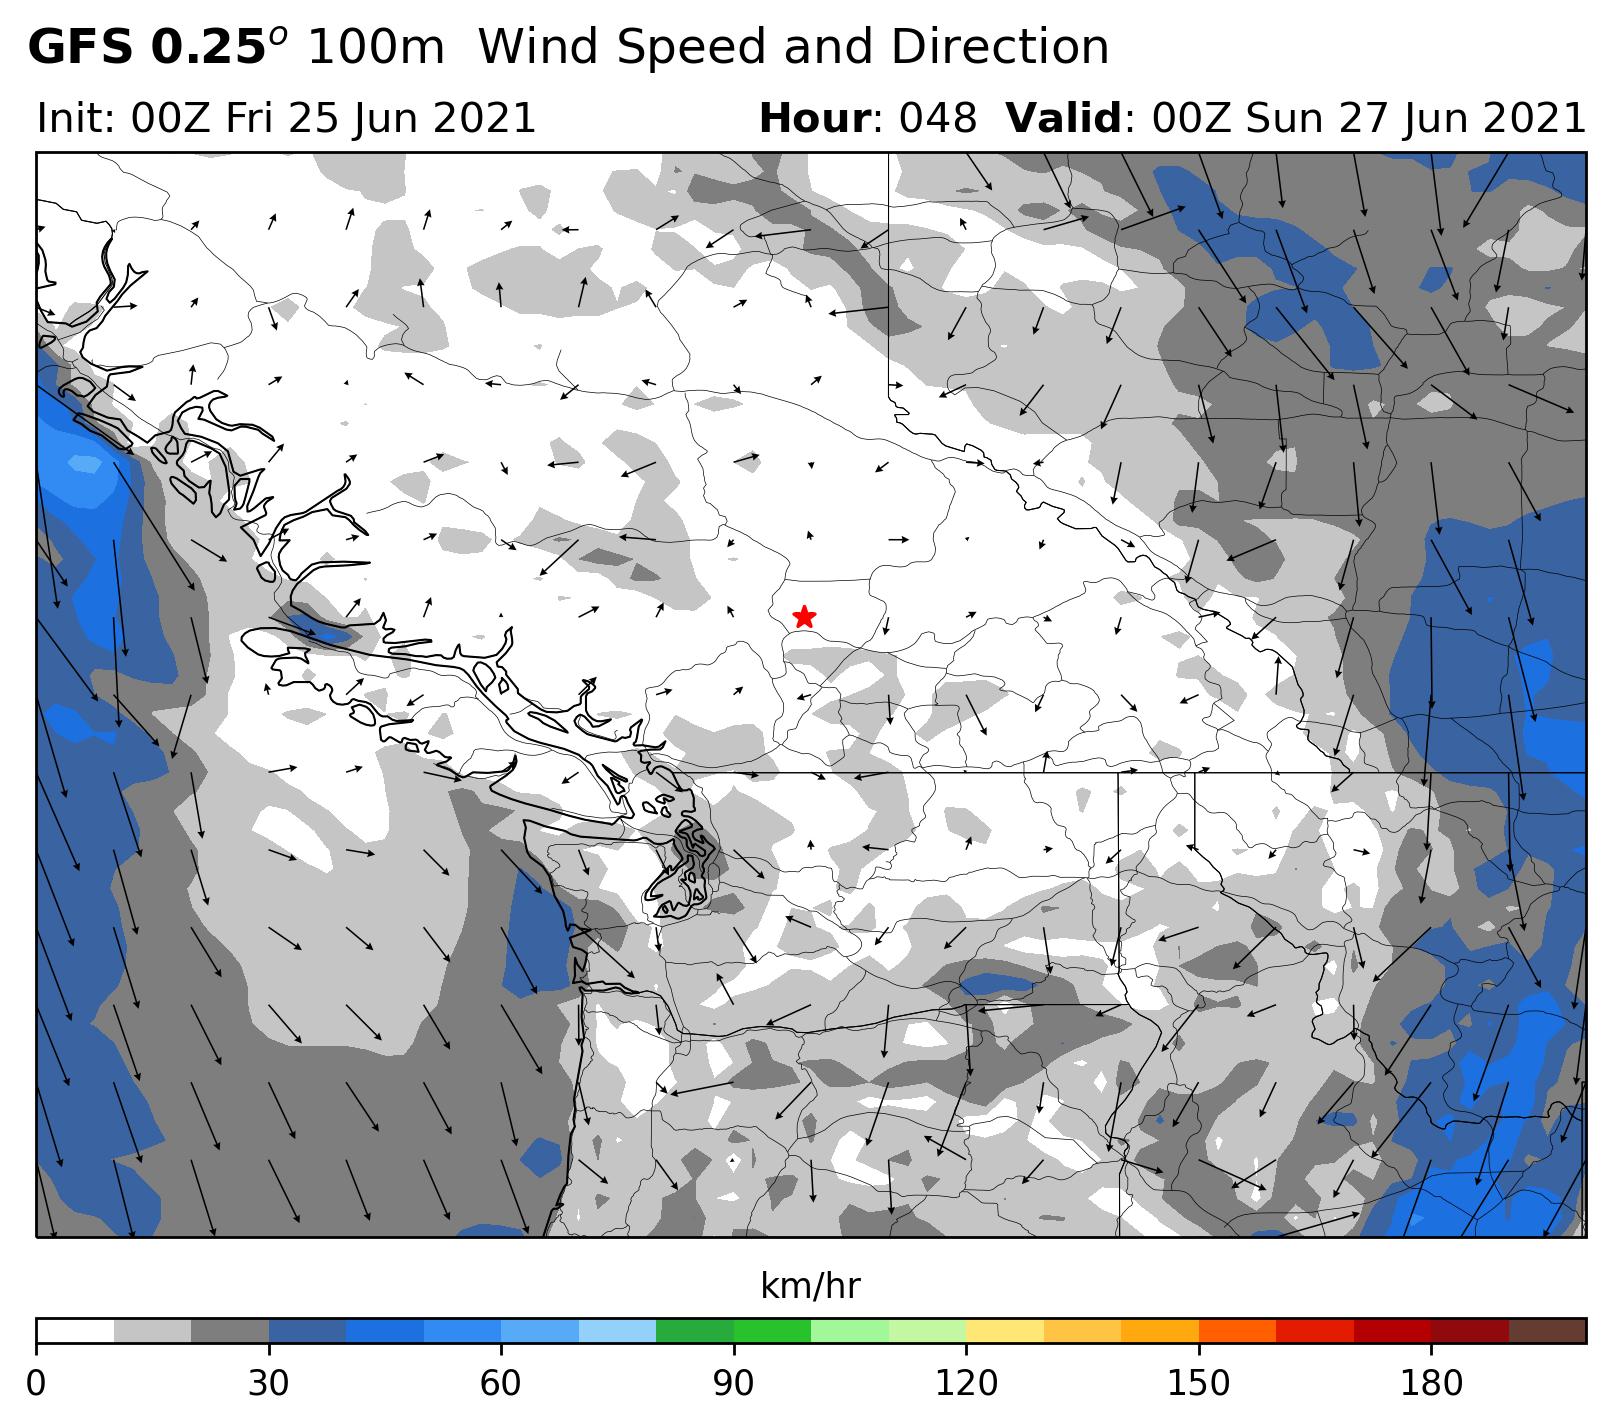 GFS 0.25° 100m Wind Speed and Direction
Init: 00Z Fri 25 Jun 2021 Hour: 048 Valid: 00Z Sun 27 Jun 2021
km/hr
0 30 60 90 120 150 180